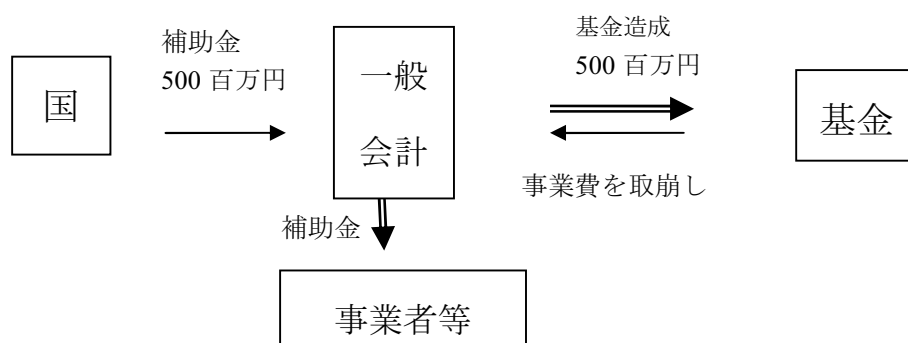 国
補助金
500 百万円
一般
会計
基金造成
500 百万円
基金
事業費を取崩し
補助金
事業者等